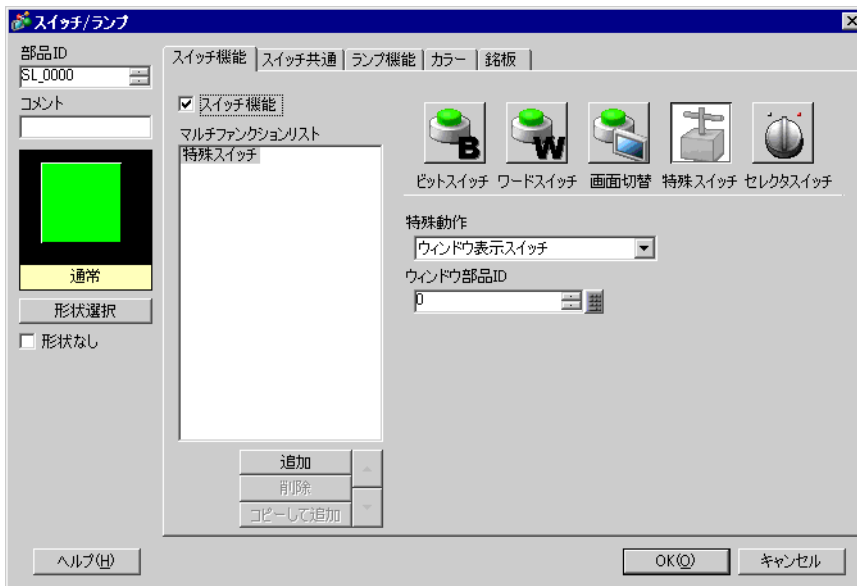 スイッチ/ランプ
部品ID
SL_0000
コメント
通常
形状選択
形状なし
スイッチ機能
スイッチ共通
ランプ機能
カラー
銘板
スイッチ機能
マルチファンクションリスト
特殊スイッチ
追加
削除
コピーして追加
B
W
ビットスイッチ
ワードスイッチ
画面切替
特殊スイッチ
セレクタスイッチ
特殊動作
ウィンドウ表示スイッチ
ウィンドウ部品ID
0
ヘルプ(H)
OK(O)
キャンセル